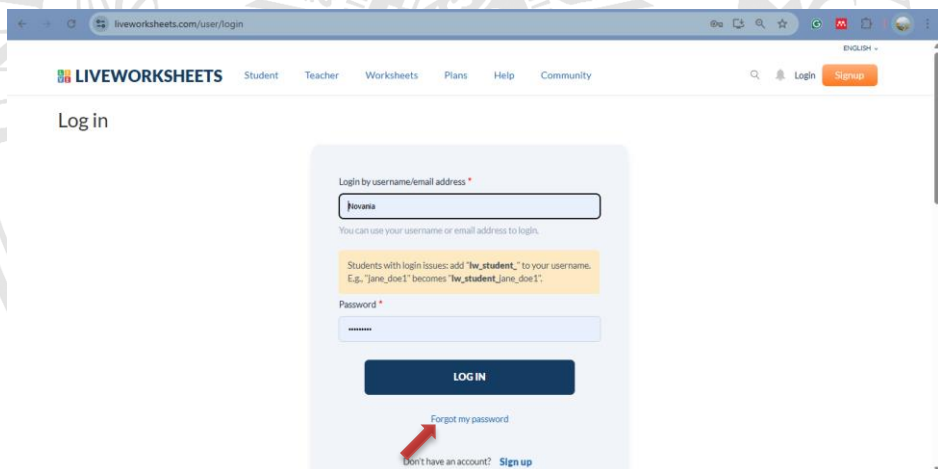 liveworksheets.com/user/login
ENGLISH
LIVEWORKSHEETS Student Teacher Worksheets Plans Help Community Login Signup
Log in
Login by username/email address *
Novania
You can use your username or email address to login.
Students with login issues: add "lw_student_" to your username.
E.g., "jane_doe1" becomes "lw_student_jane_doe1".
Password *
•••••••••
LOG IN
Forgot my password
Don't have an account? Sign up